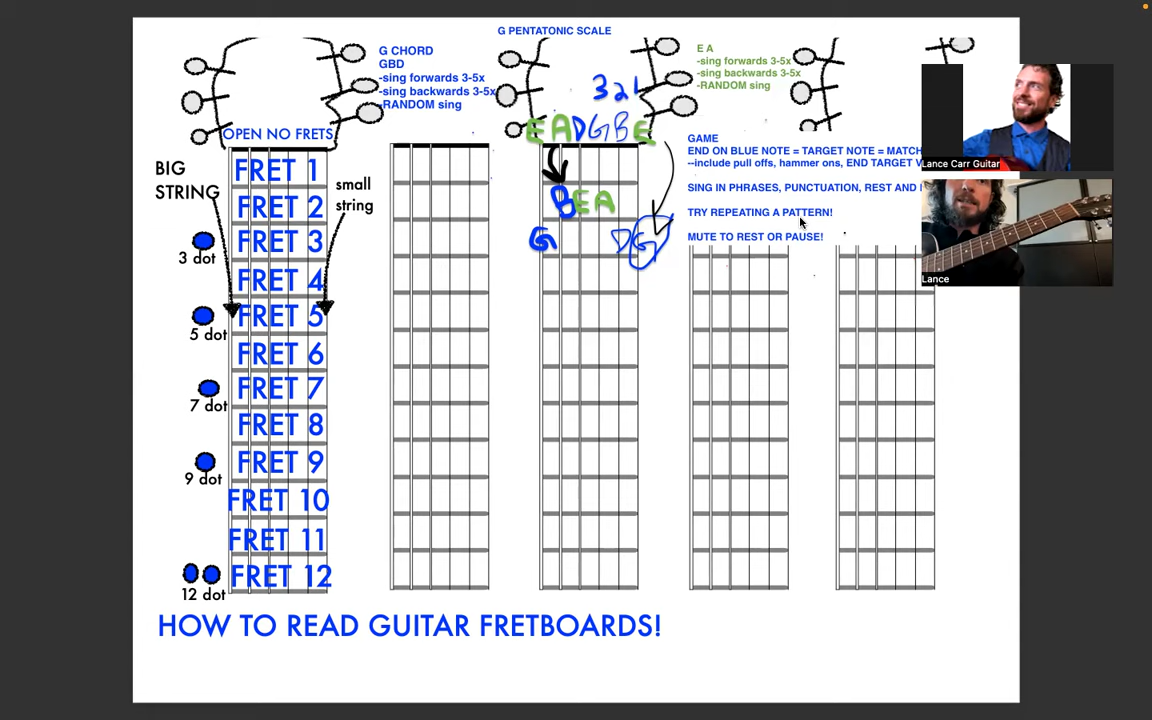 G PENTATONIC SCALE
G CHORD
GBD
-sing forwards 3-5x
-sing backwards 3-5x
-RANDOM sing
E A
-sing forwards 3-5x
-sing backwards 3-5x
-RANDOM sing
3 2 1
E A D G B E
B E A
G D G
GAME
END ON BLUE NOTE = TARGET NOTE = MATCH
--include pull offs, hammer ons, END TARGET V
SING IN PHRASES, PUNCTUATION, REST AND
TRY REPEATING A PATTERN!
MUTE TO REST OR PAUSE!
Lance Carr Guitar
Lance
OPEN NO FRETS
BIG
STRING
small
string
FRET 1
FRET 2
FRET 3
3 dot
FRET 4
FRET 5
5 dot
FRET 6
FRET 7
7 dot
FRET 8
FRET 9
9 dot
FRET 10
FRET 11
FRET 12
12 dot
HOW TO READ GUITAR FRETBOARDS!